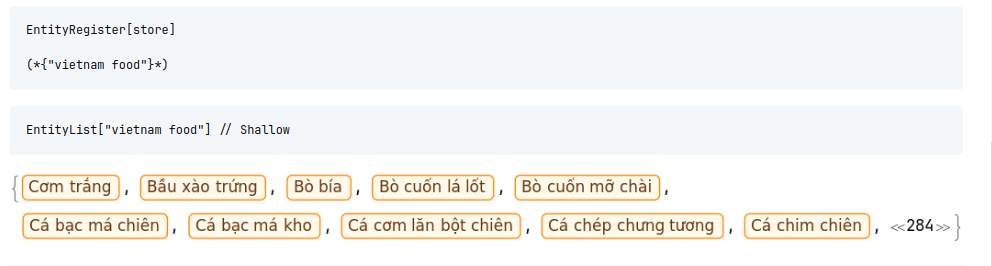 EntityRegister[store]
(*{"vietnam food"}*)
EntityList["vietnam food"] // Shallow
{Cơm trắng, Bầu xào trứng, Bò bía, Bò cuốn lá lốt, Bò cuốn mỡ chài,
Cá bạc má chiên, Cá bạc má kho, Cá cơm lăn bột chiên, Cá chép chưng tương, Cá chim chiên, <<284>>}